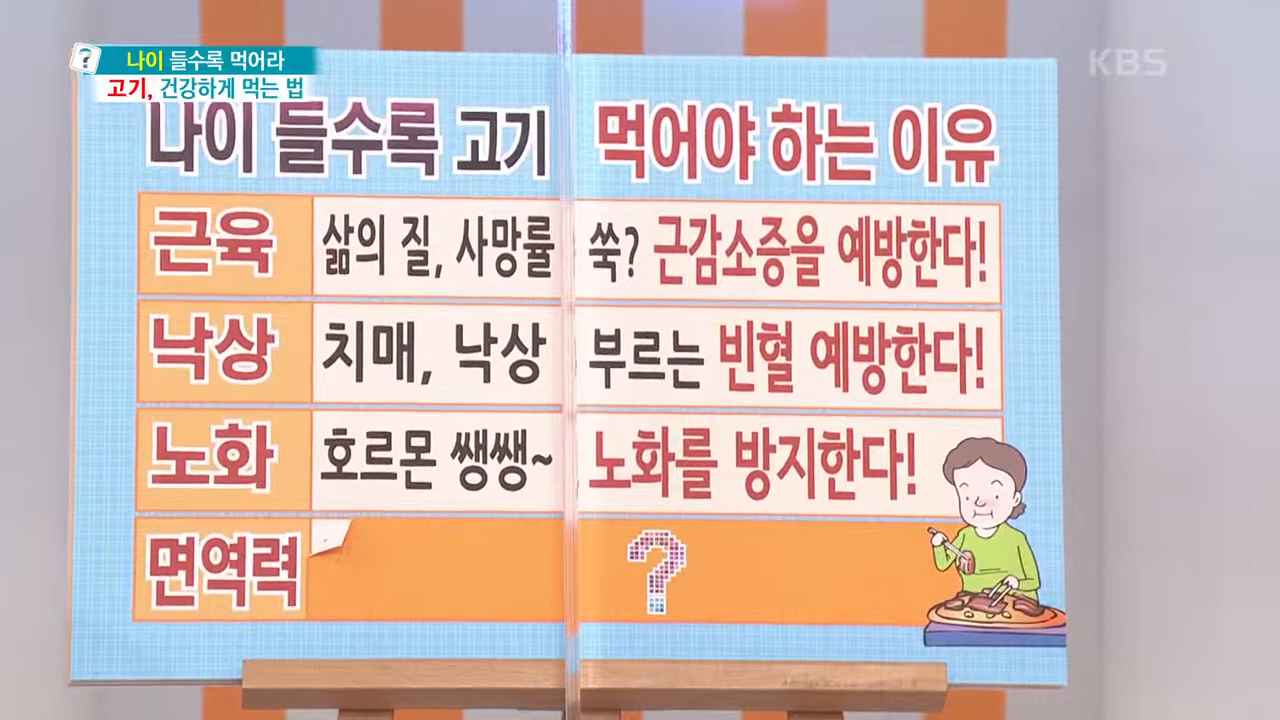 나이 들수록 먹어라
고기, 건강하게 먹는 법
KBS
나이 들수록 고기 먹어야 하는 이유
근육 삶의 질, 사망률 쑥? 근감소증을 예방한다!
낙상 치매, 낙상 부르는 빈혈 예방한다!
노화 호르몬 쌩쌩~ 노화를 방지한다!
면역력 ?